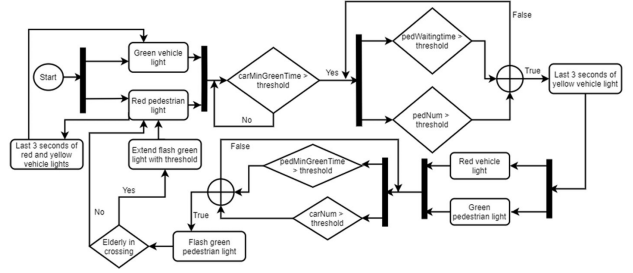 False
Green vehicle
light
pedWaitingtime >
threshold
carMinGreenTime >
threshold
Yes
True
Start
Last 3 seconds of
yellow vehicle light
Red pedestrian
light
No
pedNum >
threshold
Last 3 seconds of
red and yellow
vehicle lights
Extend flash green
light with threshold
False
pedMinGreenTime >
threshold
Red vehicle
light
Yes
No
True
carNum >
threshold
Green
pedestrian light
Elderly in
crossing
Flash green
pedestrian light